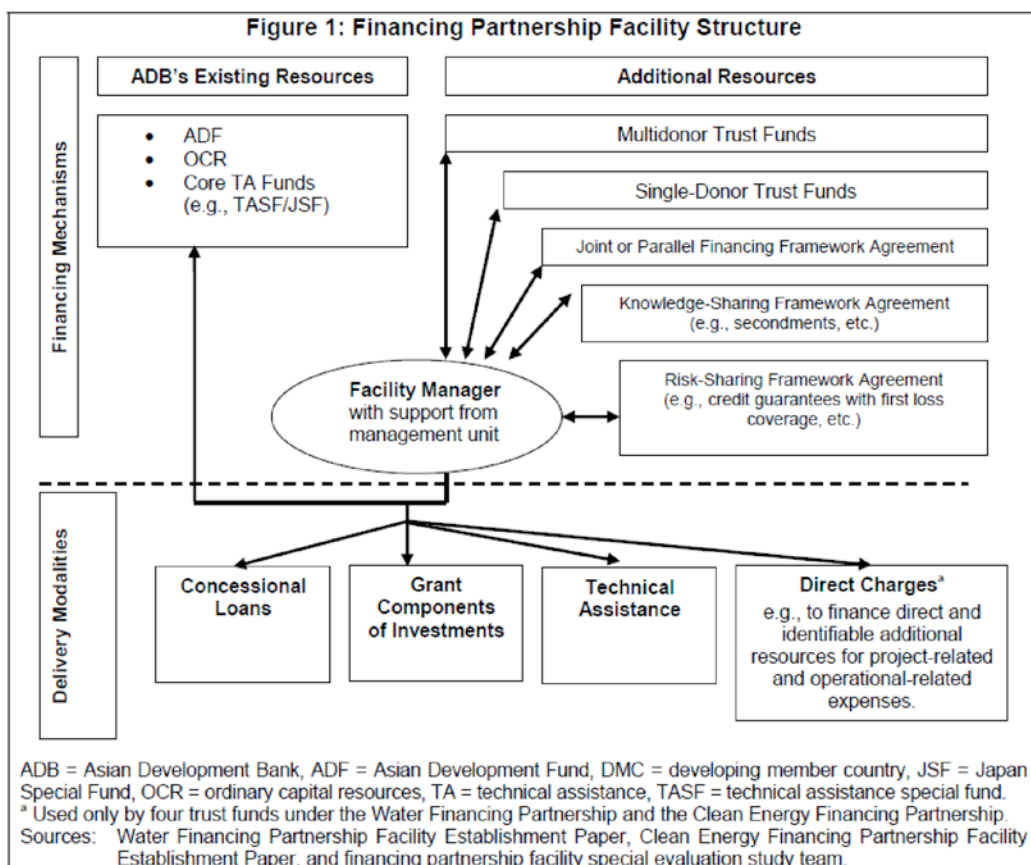 Figure 1: Financing Partnership Facility Structure
Financing Mechanisms
ADB's Existing Resources
Additional Resources
• ADF
• OCR
• Core TA Funds
(e.g., TASF/JSF)
Multidonor Trust Funds
Single-Donor Trust Funds
Joint or Parallel Financing Framework Agreement
Knowledge-Sharing Framework Agreement
(e.g., secondments, etc.)
Risk-Sharing Framework Agreement
(e.g., credit guarantees with first loss
coverage, etc.)
Facility Manager
with support from
management unit
Delivery Modalities
Concessional
Loans
Grant
Components
of Investments
Technical
Assistance
Direct Chargesª
e.g., to finance direct and
identifiable additional
resources for project-related
and operational-related
expenses.
ADB = Asian Development Bank, ADF = Asian Development Fund, DMC = developing member country, JSF = Japan
Special Fund, OCR = ordinary capital resources, TA = technical assistance, TASF = technical assistance special fund.
ª Used only by four trust funds under the Water Financing Partnership and the Clean Energy Financing Partnership.
Sources: Water Financing Partnership Facility Establishment Paper, Clean Energy Financing Partnership Facility
Establishment Paper, and financing partnership facility special evaluation study team.